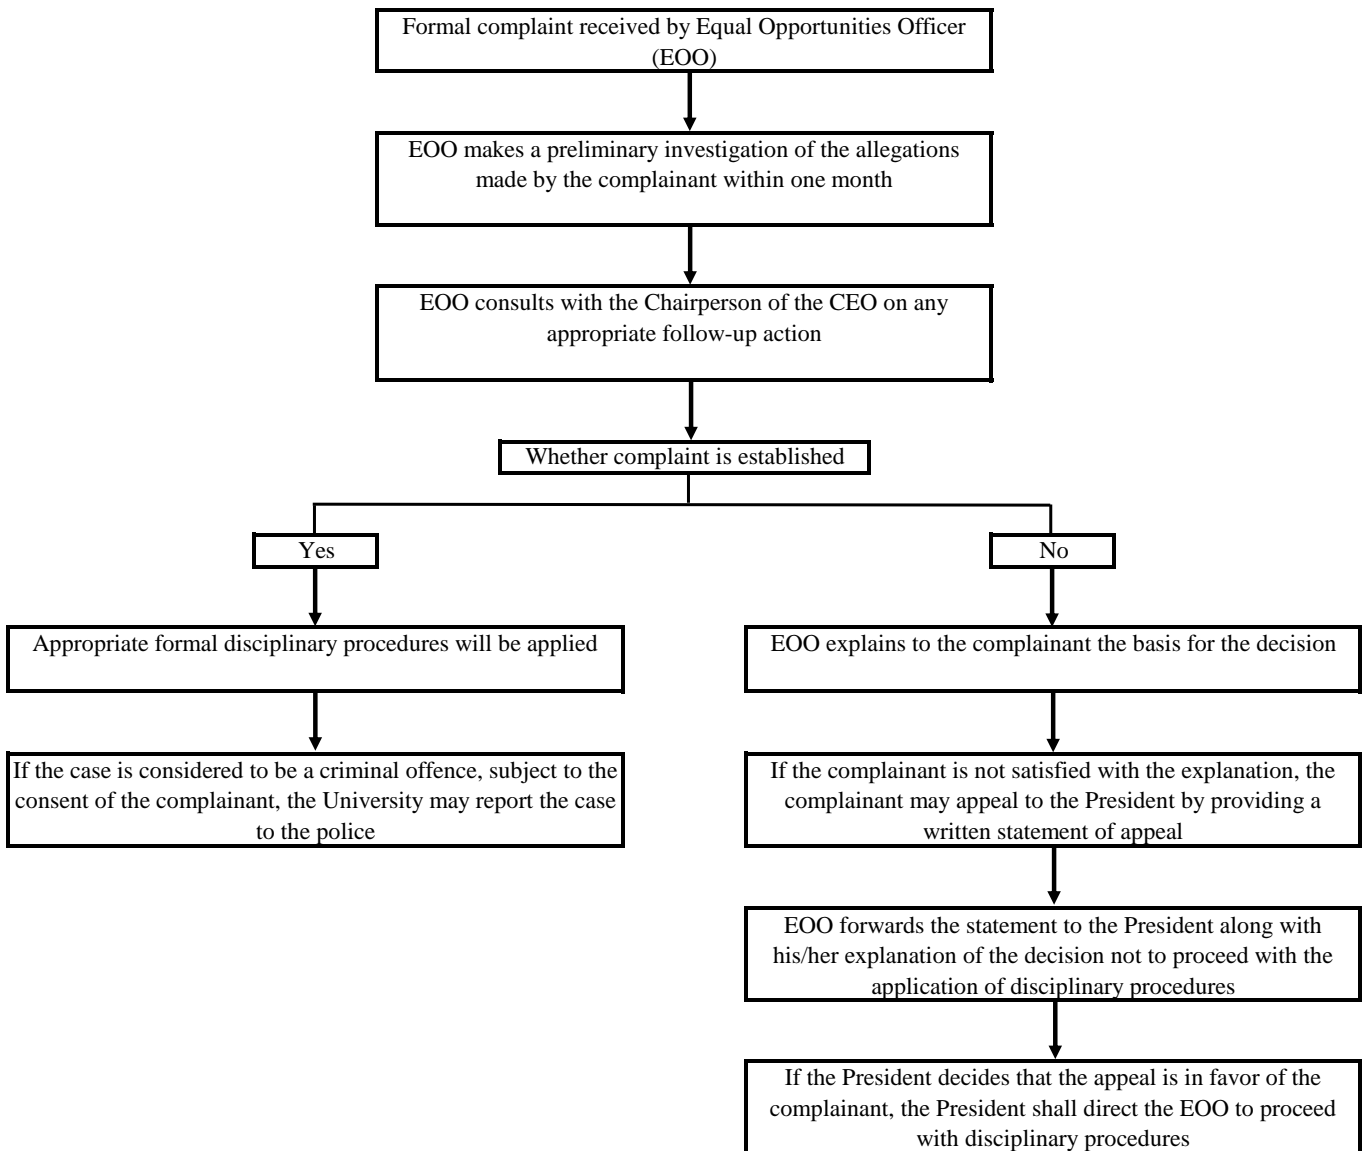 Formal complaint received by Equal Opportunities Officer
(EOO)
EOO makes a preliminary investigation of the allegations
made by the complainant within one month
EOO consults with the Chairperson of the CEO on any
appropriate follow-up action
Whether complaint is established
Yes
No
Appropriate formal disciplinary procedures will be applied
If the case is considered to be a criminal offence, subject to the
consent of the complainant, the University may report the case
to the police
EOO explains to the complainant the basis for the decision
If the complainant is not satisfied with the explanation, the
complainant may appeal to the President by providing a
written statement of appeal
EOO forwards the statement to the President along with
his/her explanation of the decision not to proceed with the
application of disciplinary procedures
If the President decides that the appeal is in favor of the
complainant, the President shall direct the EOO to proceed
with disciplinary procedures